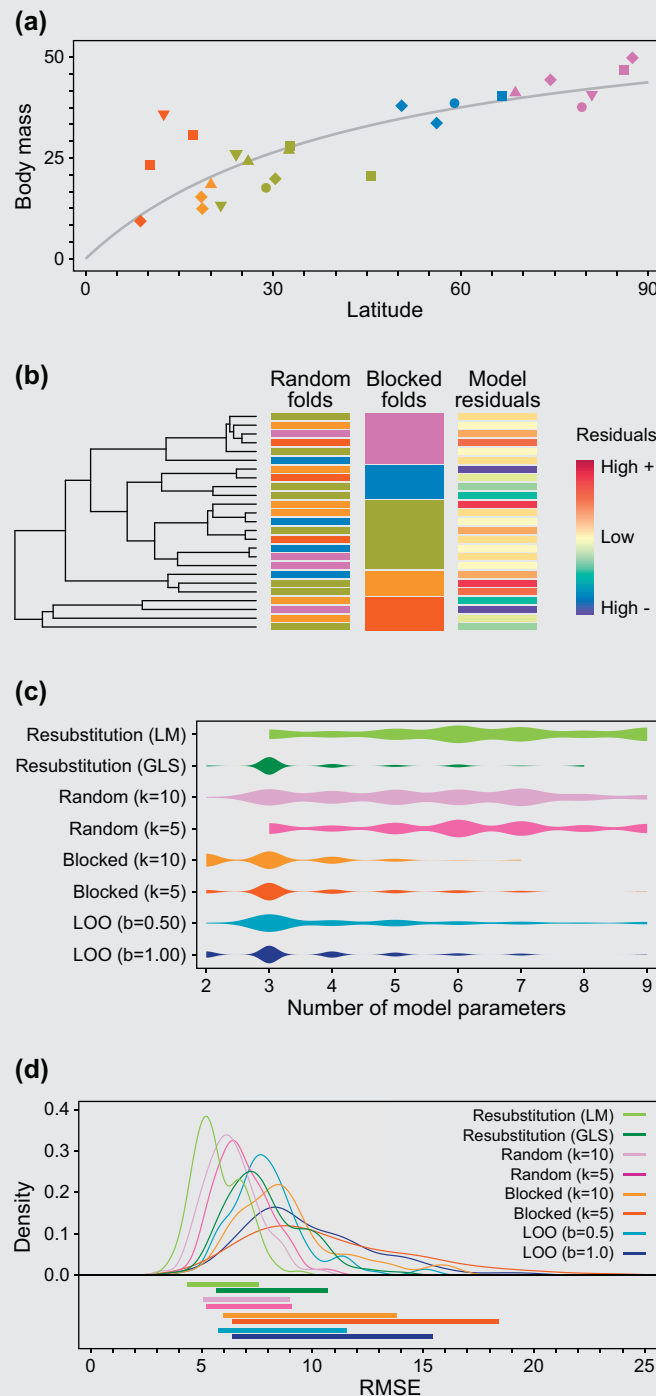 (a)
50
25
0
Body mass
0 30 60 90
Latitude
(b)
Random folds
Blocked folds
Model residuals
Residuals
High +
Low
High -
(c)
Resubstitution (LM)
Resubstitution (GLS)
Random (k=10)
Random (k=5)
Blocked (k=10)
Blocked (k=5)
LOO (b=0.50)
LOO (b=1.00)
2 3 4 5 6 7 8 9
Number of model parameters
(d)
0.4
0.3
0.2
0.1
0.0
Density
Resubstitution (LM)
Resubstitution (GLS)
Random (k=10)
Random (k=5)
Blocked (k=10)
Blocked (k=5)
LOO (b=0.5)
LOO (b=1.0)
0 5 10 15 20 25
RMSE